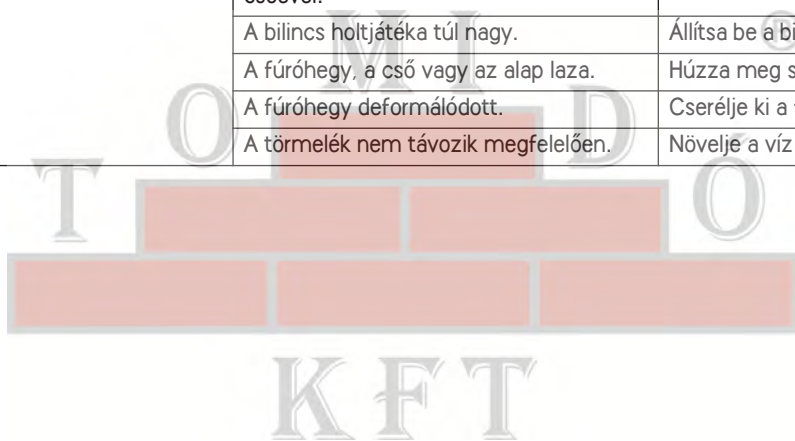 A bilincs holtjátéka túl nagy. Állítsa be a
A fúróhegy, a cső vagy az alap laza. Húzza meg
A fúróhegy deformálódott. Cserélje ki a
A törmelék nem távozik megfelelően. Növelje a víz
TOMIDÓ ®
KFT